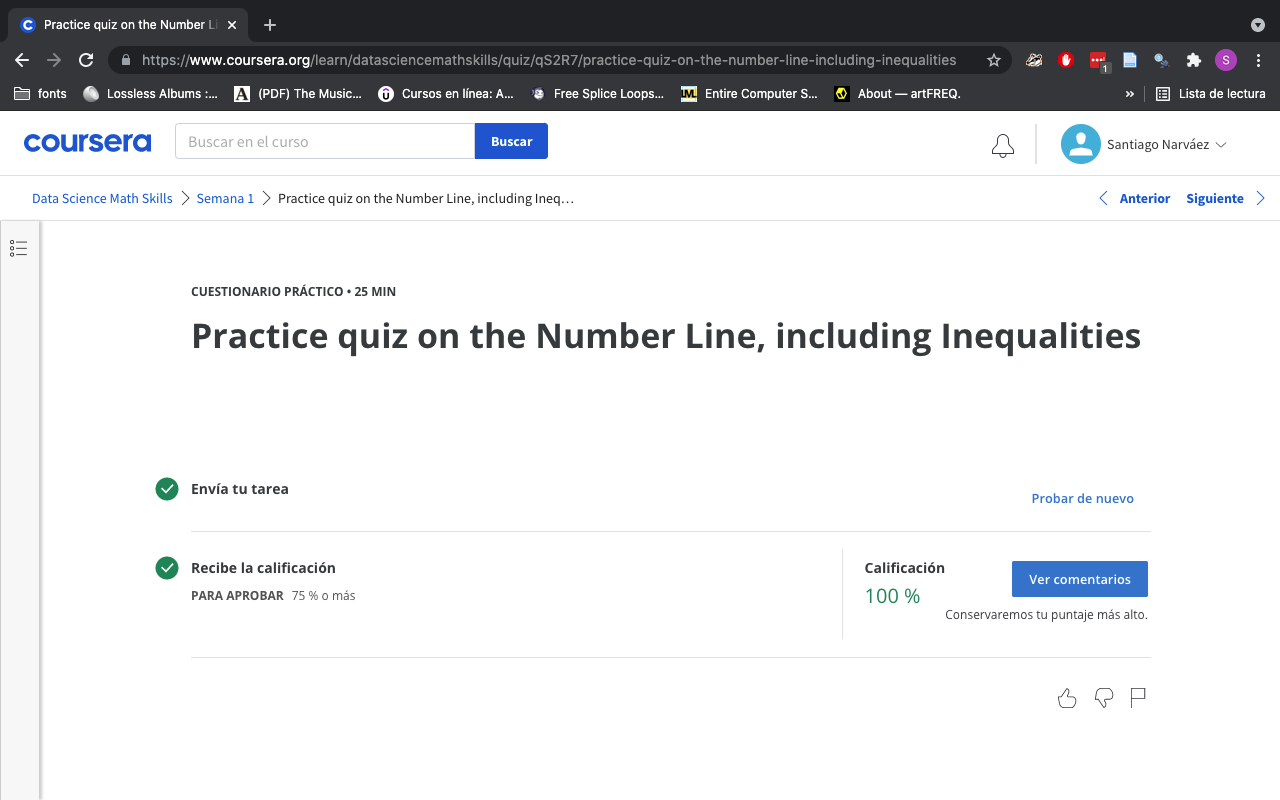 Practice quiz on the Number Li
https://www.coursera.org/learn/datasciencemathskills/quiz/qS2R7/practice-quiz-on-the-number-line-including-inequalities
1
S
fonts
Lossless Albums :...
(PDF) The Music...
Cursos en línea: A...
Free Splice Loops...
Entire Computer S...
About — artFREQ.
»
Lista de lectura
coursera
Buscar en el curso
Buscar
Santiago Narváez
Data Science Math Skills
Semana 1
Practice quiz on the Number Line, including Ineq…
Anterior
Siguiente
CUESTIONARIO PRÁCTICO • 25 MIN
Practice quiz on the Number Line, including Inequalities
Envía tu tarea
Probar de nuevo
Recibe la calificación
PARA APROBAR 75 % o más
Calificación
100 %
Ver comentarios
Conservaremos tu puntaje más alto.